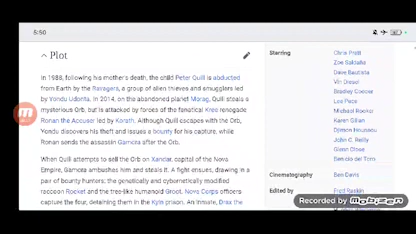 5:50
Plot
In 1988, following his mother's death, the child Peter Quill is abducted
from Earth by the Ravagers, a group of alien thieves and smugglers led
by Yondu Udonta. In 2014, on the abandoned planet Morag, Quill steals a
mysterious Orb, but is attacked by forces of the fanatical Kree renegade
Ronan the Accuser led by Korath. Although Quill escapes with the Orb,
Yondu discovers his theft and issues a bounty for his capture, while
Ronan sends the assassin Gamora after the Orb.
When Quill attempts to sell the Orb on Xandar, capital of the Nova
Empire, Gamora ambushes him and steals it. A fight ensues, drawing in a
pair of bounty hunters: the genetically and cybernetically modified
raccoon Rocket and the tree-like humanoid Groot. Nova Corps officers
capture the four, detaining them in the Kyln prison. An inmate, Drax the
Starring
Chris Pratt
Zoe Saldaña
Dave Bautista
Vin Diesel
Bradley Cooper
Lee Pace
Michael Rooker
Karen Gillan
Djimon Hounsou
John C. Reilly
Glenn Close
Benicio del Toro
Cinematography
Ben Davis
Edited by
Fred Raskin
Recorded by
Mobizen